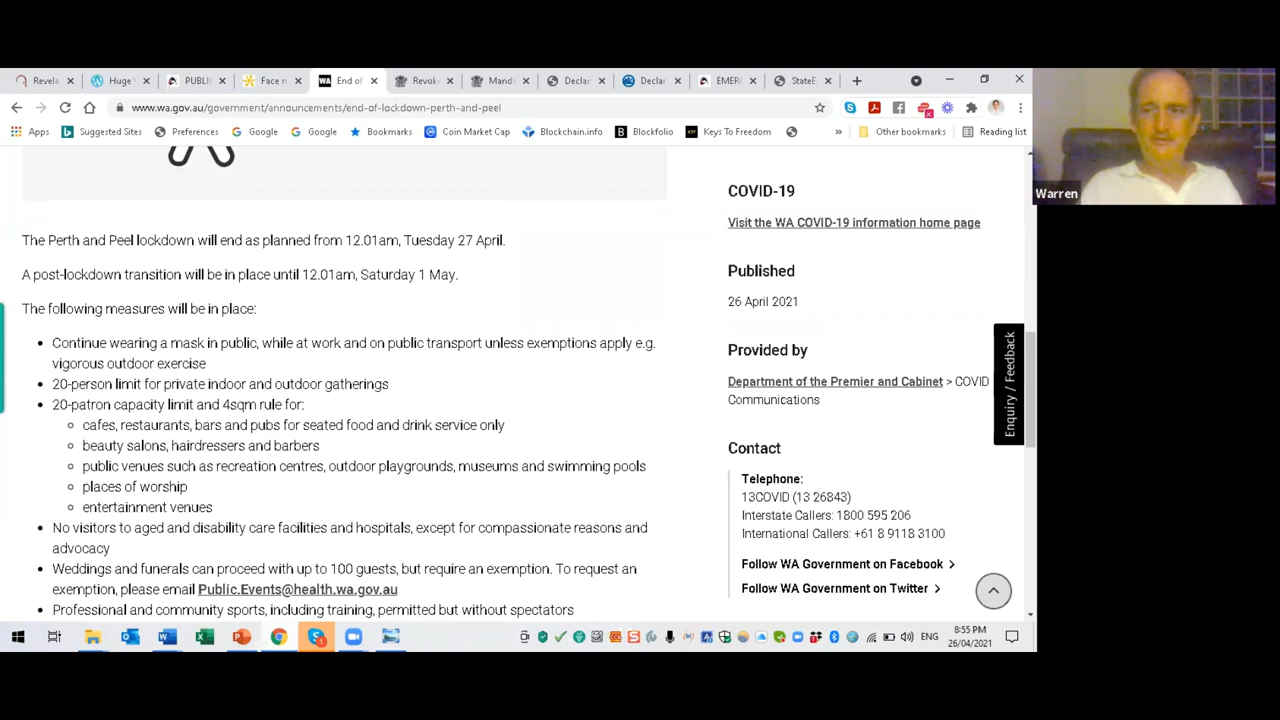 Revela
Huge
PUBLIC
Face m
WA End of
Revok
Mand
Declar
Declar
EMER
StateE
www.wa.gov.au/government/announcements/end-of-lockdown-perth-and-peel
Apps
Suggested Sites
Preferences
Google
Google
Bookmarks
Coin Market Cap
Blockchain.info
Blockfolio
Keys To Freedom
»
Other bookmarks
Reading list
Warren
The Perth and Peel lockdown will end as planned from 12.01am, Tuesday 27 April.
A post-lockdown transition will be in place until 12.01am, Saturday 1 May.
The following measures will be in place:
• Continue wearing a mask in public, while at work and on public transport unless exemptions apply e.g.
vigorous outdoor exercise
• 20-person limit for private indoor and outdoor gatherings
• 20-patron capacity limit and 4sqm rule for:
cafes, restaurants, bars and pubs for seated food and drink service only
beauty salons, hairdressers and barbers
public venues such as recreation centres, outdoor playgrounds, museums and swimming pools
places of worship
entertainment venues
• No visitors to aged and disability care facilities and hospitals, except for compassionate reasons and
advocacy
• Weddings and funerals can proceed with up to 100 guests, but require an exemption. To request an
exemption, please email Public.Events@health.wa.gov.au
• Professional and community sports, including training, permitted but without spectators
COVID-19
Visit the WA COVID-19 information home page
Published
26 April 2021
Provided by
Department of the Premier and Cabinet > COVID
Communications
Contact
Telephone:
13COVID (13 26843)
Interstate Callers: 1800 595 206
International Callers: +61 8 9118 3100
Follow WA Government on Facebook >
Follow WA Government on Twitter >
Enquiry / Feedback
ENG
8:55 PM
26/04/2021